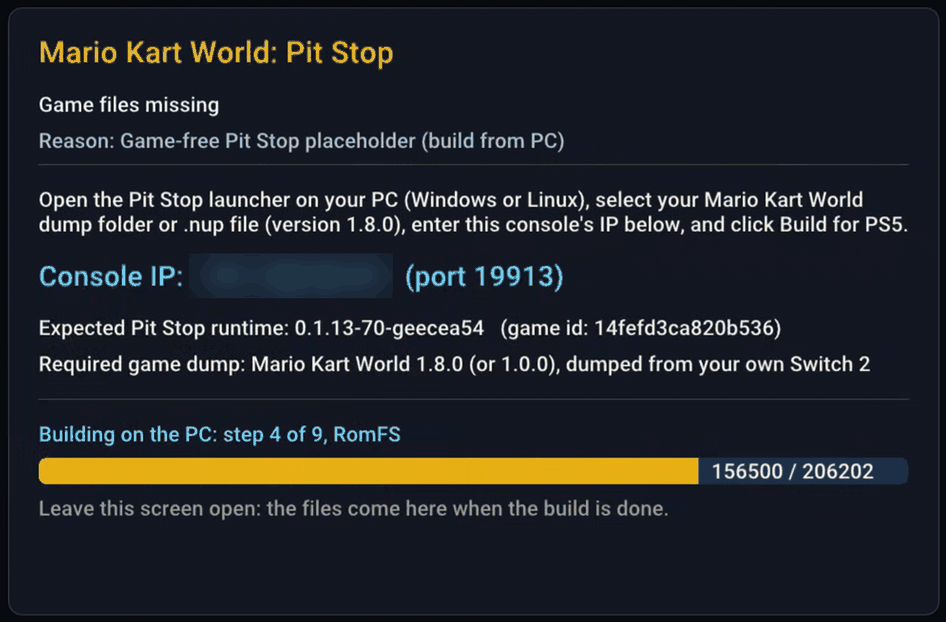 Mario Kart World: Pit Stop
Game files missing
Reason: Game-free Pit Stop placeholder (build from PC)
Open the Pit Stop launcher on your PC (Windows or Linux), select your Mario Kart World
dump folder or .nup file (version 1.8.0), enter this console's IP below, and click Build for PS5.
Console IP: (port 19913)
Expected Pit Stop runtime: 0.1.13-70-geecea54 (game id: 14fefd3ca820b536)
Required game dump: Mario Kart World 1.8.0 (or 1.0.0), dumped from your own Switch 2
Building on the PC: step 4 of 9, RomFS
156500 / 206202
Leave this screen open: the files come here when the build is done.